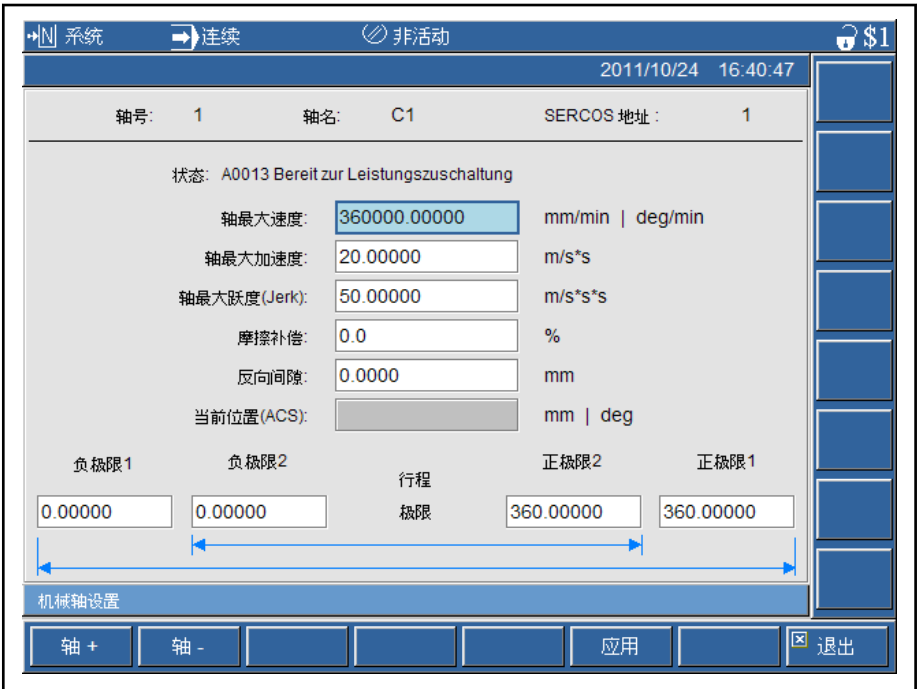 N 系统 连续 非活动 $1
2011/10/24 16:40:47
轴号: 1 轴名: C1 SERCOS 地址: 1
状态: A0013 Bereit zur Leistungszuschaltung
轴最大速度: 360000.00000 mm/min | deg/min
轴最大加速度: 20.00000 m/s*s
轴最大跃度(Jerk): 50.00000 m/s*s*s
摩擦补偿: 0.0 %
反向间隙: 0.0000 mm
当前位置(ACS): mm | deg
负极限1 负极限2 行程 正极限2 正极限1
0.00000 0.00000 极限 360.00000 360.00000
机械轴设置
轴 + 轴 - 应用 退出